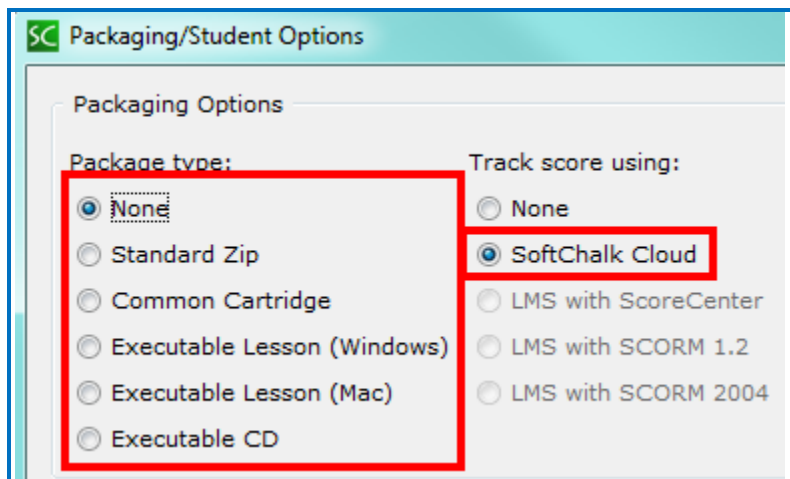 SC Packaging/Student Options
Packaging Options
Package type:
Track score using:
None
None
Standard Zip
SoftChalk Cloud
Common Cartridge
LMS with ScoreCenter
Executable Lesson (Windows)
LMS with SCORM 1.2
Executable Lesson (Mac)
LMS with SCORM 2004
Executable CD